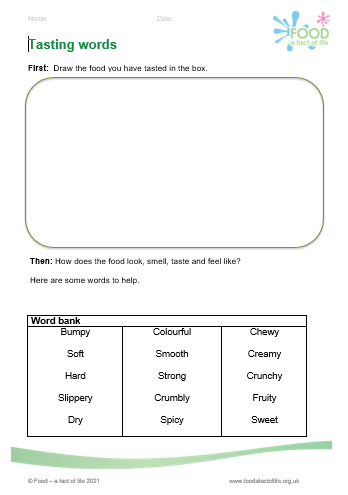 Name:
Date:
FOOD
a fact of life
Tasting words
First: Draw the food you have tasted in the box.
Then: How does the food look, smell, taste and feel like?
Here are some words to help.
Word bank
Bumpy Colourful Chewy
Soft Smooth Creamy
Hard Strong Crunchy
Slippery Crumbly Fruity
Dry Spicy Sweet
© Food – a fact of life 2021
www.foodafactoflife.org.uk